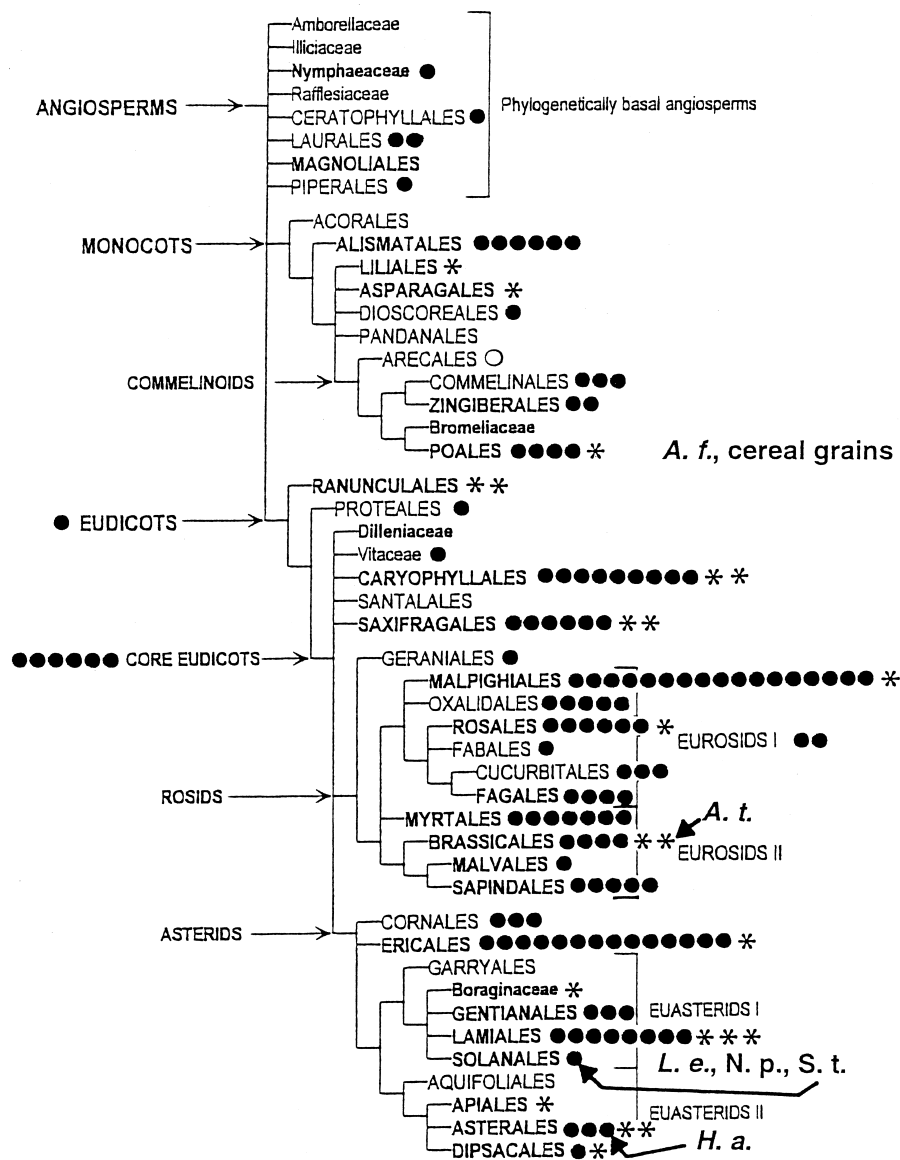 Amborellaceae
Illiciaceae
Nymphaeaceae ●
Rafflesiaceae
ANGIOSPERMS
Phylogenetically basal angiosperms
CERATOPHYLLALES ●
LAURALES ●●
MAGNOLIALES
PIPERALES ●
ACORALES
MONOCOTS
ALISMATALES ●●●●●●
LILIALES *
ASPARAGALES *
DIOSCOREALES ●
PANDANALES
ARECALES ○
COMMELINOIDS
COMMELINALES ●●●
ZINGIBERALES ●●
Bromeliaceae
POALES ●●●● *
A. f., cereal grains
RANUNCULALES * *
PROTEALES ●
● EUDICOTS
Dilleniaceae
Vitaceae ●
CARYOPHYLLALES ●●●●●●●●● * *
SANTALALES
SAXIFRAGALES ●●●●●● * *
●●●●●● CORE EUDICOTS
GERANIALES ●
MALPIGHIALES ●●●●●●●●●●●●●●●●● *
OXALIDALES ●●●●●
ROSALES ●●●●●● *
EUROSIDS I ●●
FABALES ●
CUCURBITALES ●●●
ROSIDS
FAGALES ●●●●
MYRTALES ●●●●●●●
A. t.
BRASSICALES ●●●● * *
EUROSIDS II
MALVALES ●
SAPINDALES ●●●●●
CORNALES ●●●
ASTERIDS
ERICALES ●●●●●●●●●●●●●● *
GARRYALES
Boraginaceae *
GENTIANALES ●●●
EUASTERIDS I
LAMIALES ●●●●●●●● * * *
SOLANALES ●
L. e., N. p., S. t.
AQUIFOLIALES
APIALES *
EUASTERIDS II
ASTERALES ●●● * *
H. a.
DIPSACALES ● *